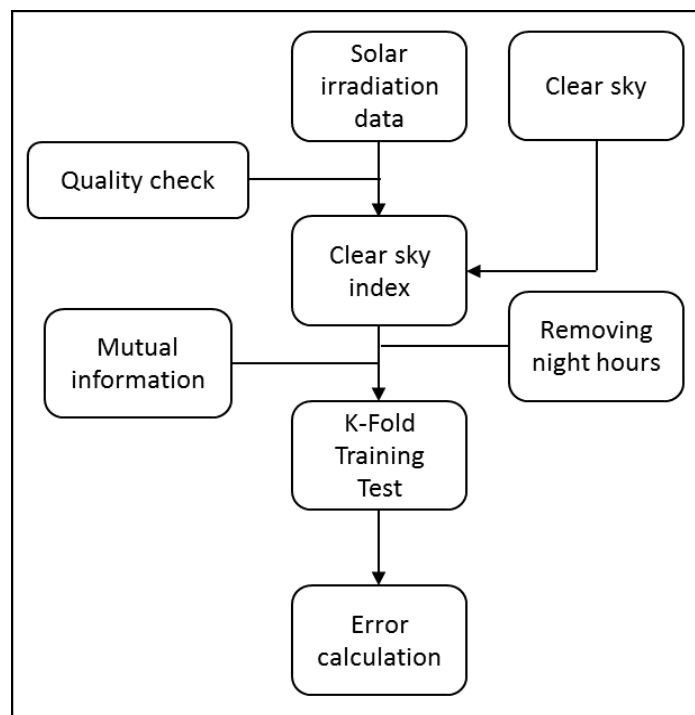 Solar
irradiation
data
Clear sky
Quality check
Clear sky
index
Mutual
information
Removing
night hours
K-Fold
Training
Test
Error
calculation